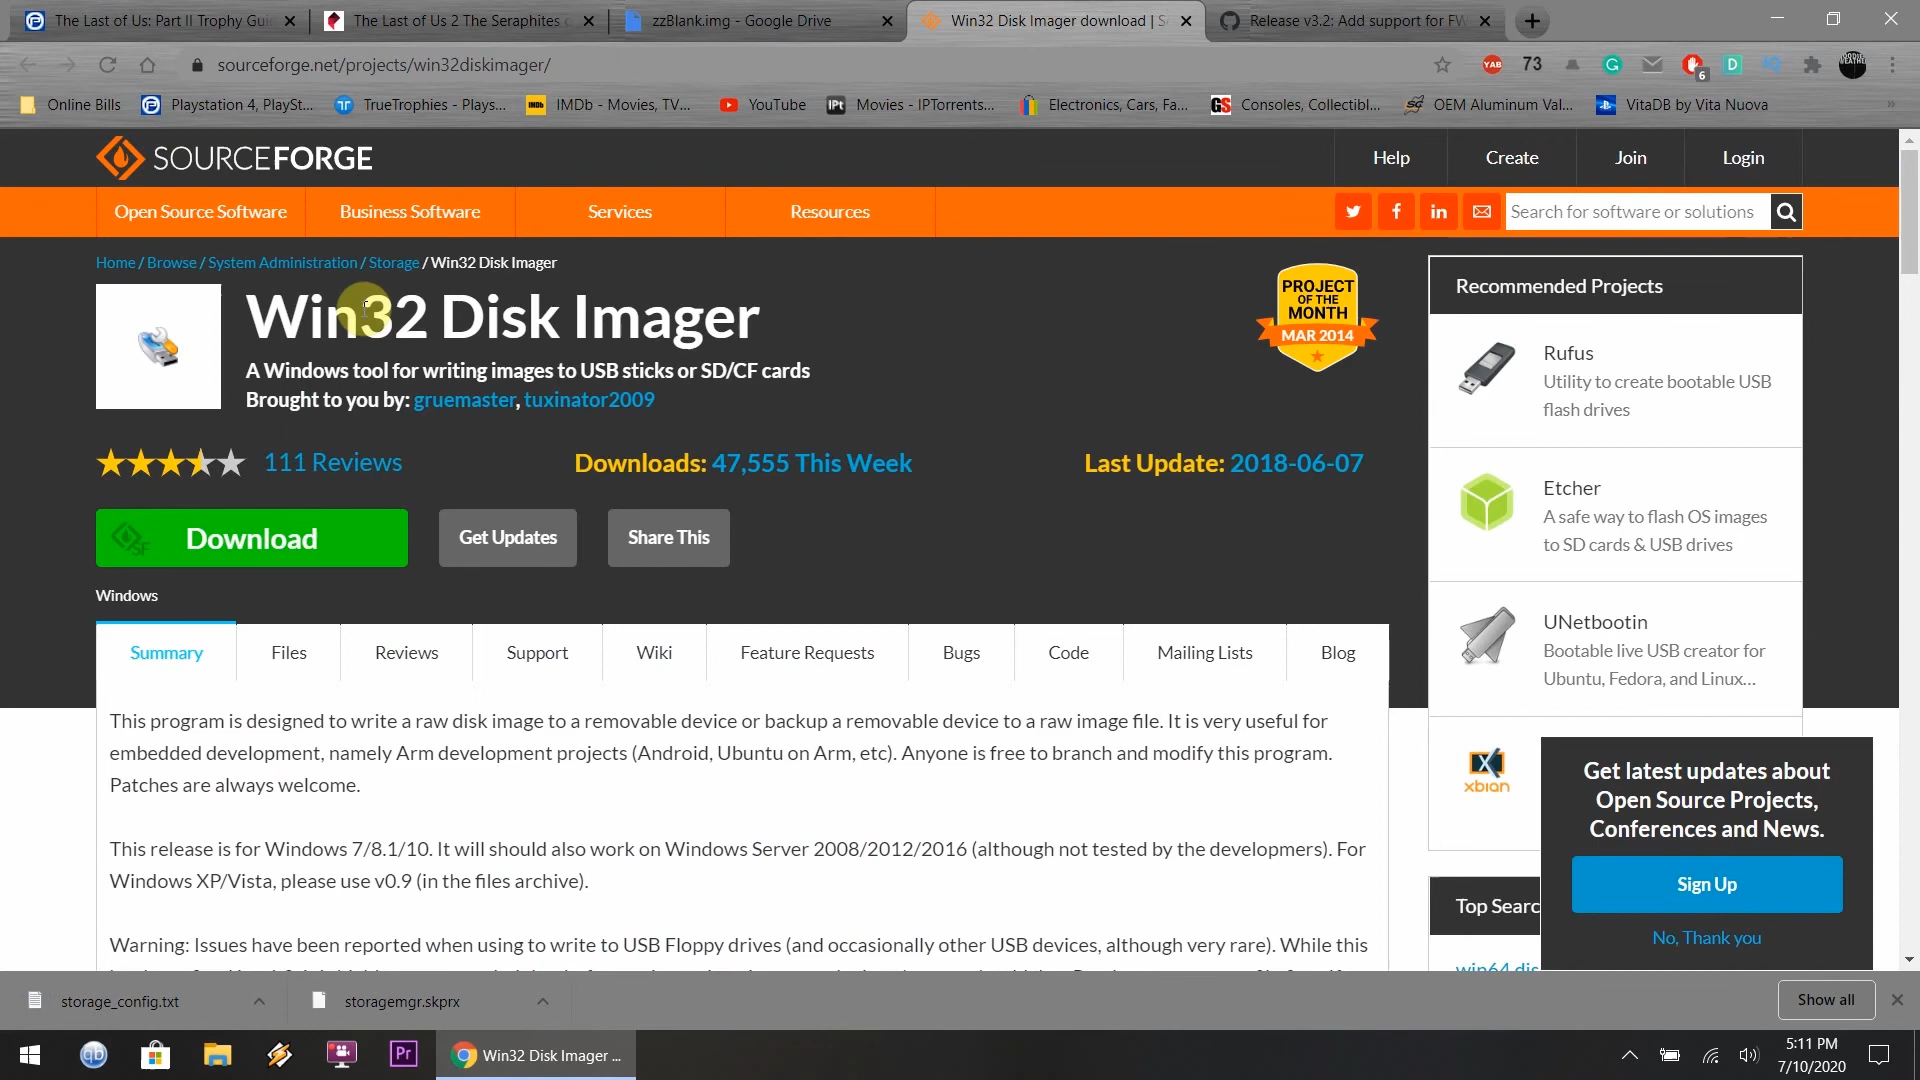 The Last of Us: Part II Trophy Gui
The Last of Us 2 The Seraphites
zzBlank.img - Google Drive
Win32 Disk Imager download | S
Release v3.2: Add support for FW
sourceforge.net/projects/win32diskimager/
YAB
73
6
Online Bills
Playstation 4, PlaySt...
TrueTrophies - Plays...
IMDb - Movies, TV...
YouTube
Movies - IPTorrents...
Electronics, Cars, Fa...
Consoles, Collectibl...
OEM Aluminum Val...
VitaDB by Vita Nuova
»
SOURCEFORGE
Help
Create
Join
Login
Open Source Software
Business Software
Services
Resources
Search for software or solutions
Home / Browse / System Administration / Storage / Win32 Disk Imager
Win32 Disk Imager
A Windows tool for writing images to USB sticks or SD/CF cards
Brought to you by: gruemaster, tuxinator2009
PROJECT
OF THE
MONTH
MAR 2014
111 Reviews
Downloads: 47,555 This Week
Last Update: 2018-06-07
SF
Download
Get Updates
Share This
Windows
Summary
Files
Reviews
Support
Wiki
Feature Requests
Bugs
Code
Mailing Lists
Blog
This program is designed to write a raw disk image to a removable device or backup a removable device to a raw image file. It is very useful for
embedded development, namely Arm development projects (Android, Ubuntu on Arm, etc). Anyone is free to branch and modify this program.
Patches are always welcome.
This release is for Windows 7/8.1/10. It will should also work on Windows Server 2008/2012/2016 (although not tested by the developmers). For
Windows XP/Vista, please use v0.9 (in the files archive).
Warning: Issues have been reported when using to write to USB Floppy drives (and occasionally other USB devices, although very rare). While this
Recommended Projects
Rufus
Utility to create bootable USB
flash drives
Etcher
A safe way to flash OS images
to SD cards & USB drives
UNetbootin
Bootable live USB creator for
Ubuntu, Fedora, and Linux...
xbian
Get latest updates about
Open Source Projects,
Conferences and News.
Sign Up
No, Thank you
Top Searc
win64 dis
storage_config.txt
storagemgr.skprx
Show all
qb
Pr
Win32 Disk Imager ...
5:11 PM
7/10/2020